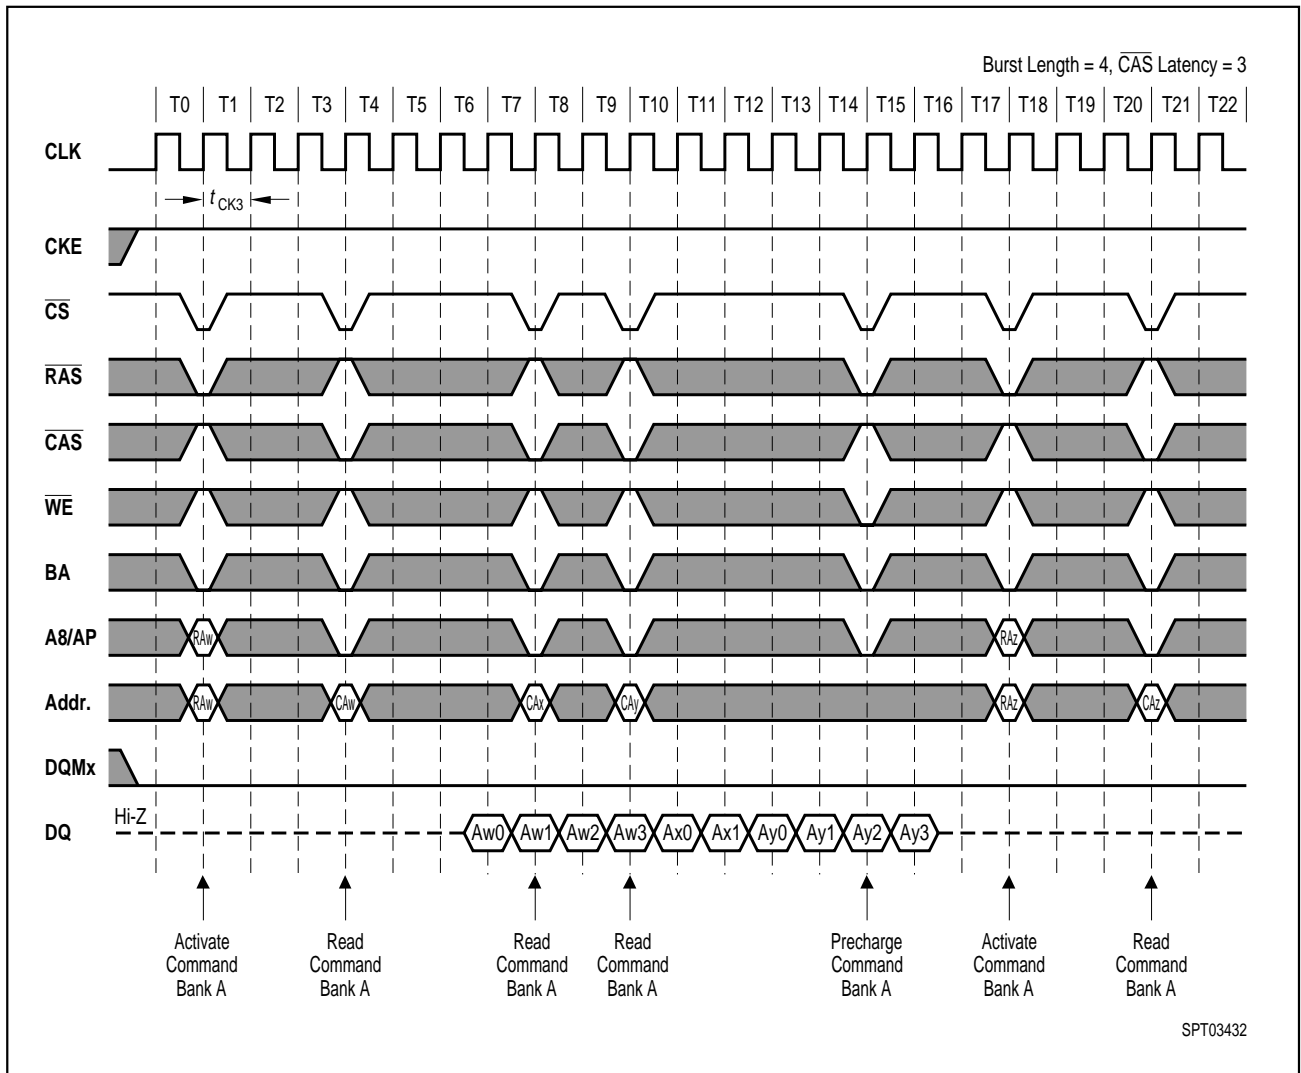 Burst Length = 4, CAS Latency = 3
T0 T1 T2 T3 T4 T5 T6 T7 T8 T9 T10 T11 T12 T13 T14 T15 T16 T17 T18 T19 T20 T21 T22
CLK
t CK3
CKE
CS
RAS
CAS
WE
BA
A8/AP RAw RAz
Addr. RAw CAw CAx CAy RAz CAz
DQMx
DQ Hi-Z Aw0 Aw1 Aw2 Aw3 Ax0 Ax1 Ay0 Ay1 Ay2 Ay3
Activate Command Bank A
Read Command Bank A
Read Command Bank A
Read Command Bank A
Precharge Command Bank A
Activate Command Bank A
Read Command Bank A
SPT03432